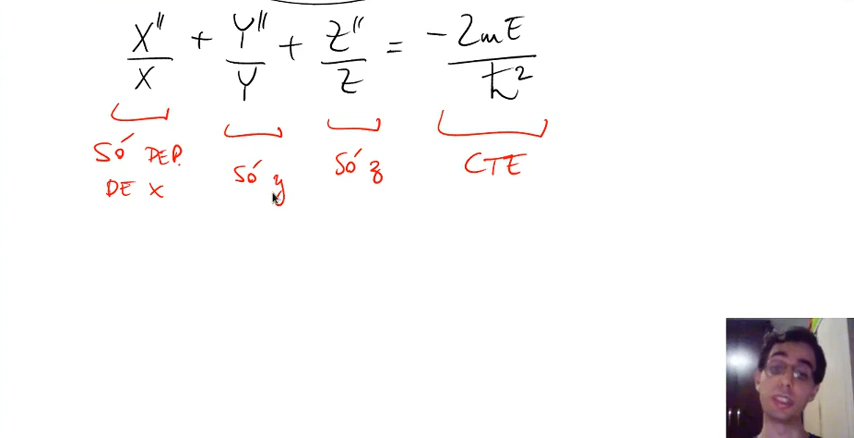 X''/X + Y''/Y + Z''/Z = -2mE/ħ²
SÓ DEP. DE X
SÓ y
SÓ z
CTE